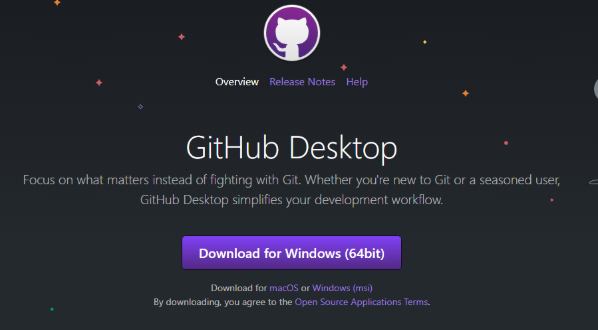 Overview Release Notes Help
GitHub Desktop
Focus on what matters instead of fighting with Git. Whether you're new to Git or a seasoned user,
GitHub Desktop simplifies your development workflow.
Download for Windows (64bit)
Download for macOS or Windows (msi)
By downloading, you agree to the Open Source Applications Terms.